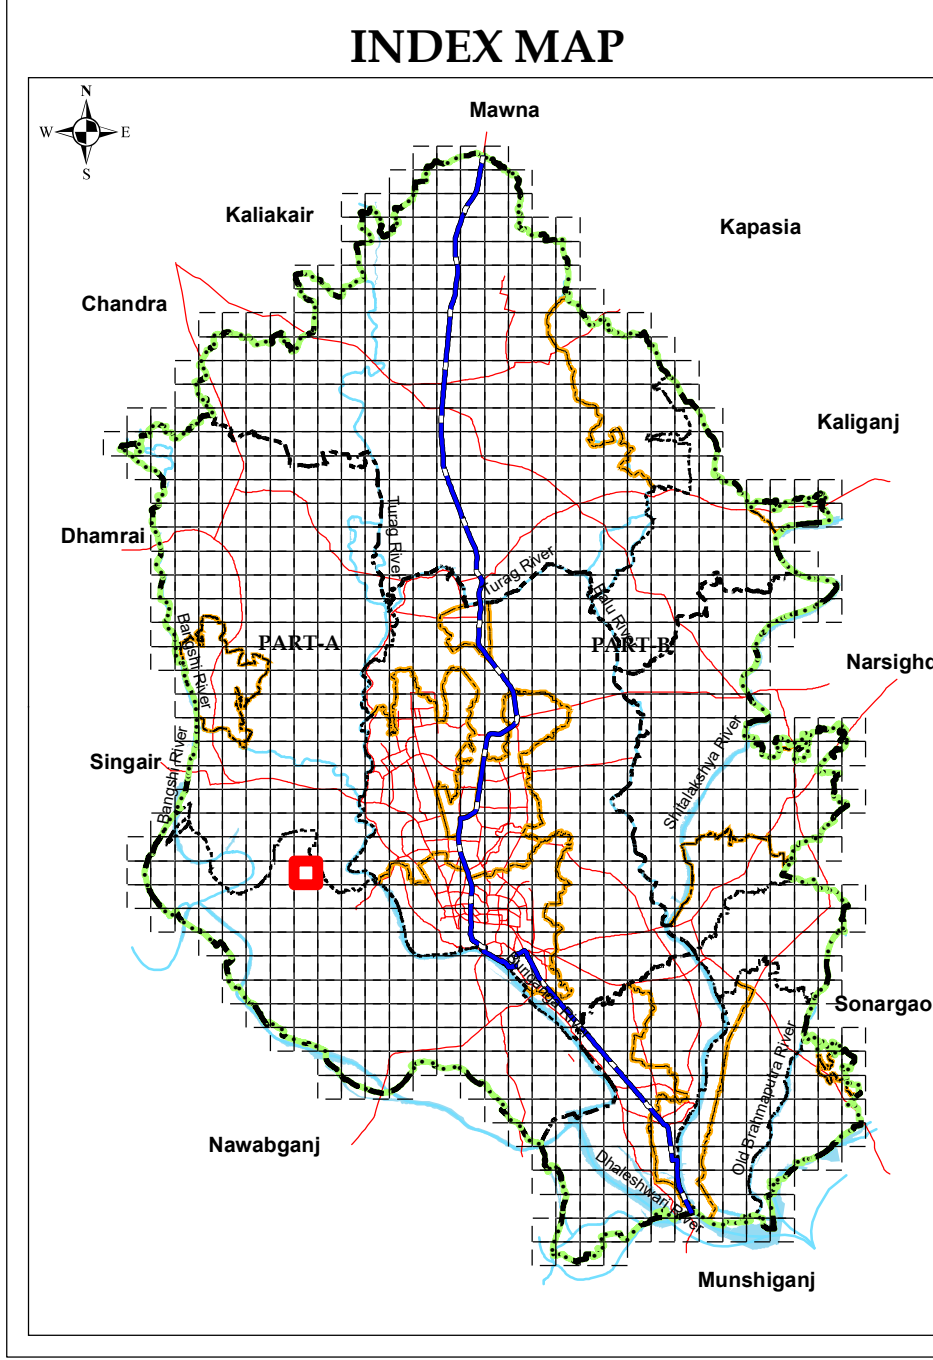 INDEX MAP
N
W E
S
Mawna
Kaliakair
Kapasia
Chandra
Kaliganj
Dhamrai
Turag River
Turag River
Balu River
Bangshi River
PART-A
PART-B
Narsighd
Shitalakshya River
Singair
Bangshi River
Buriganga River
Sonargao
Old Brahmaputra River
Nawabganj
Dhaleshwari River
Munshiganj